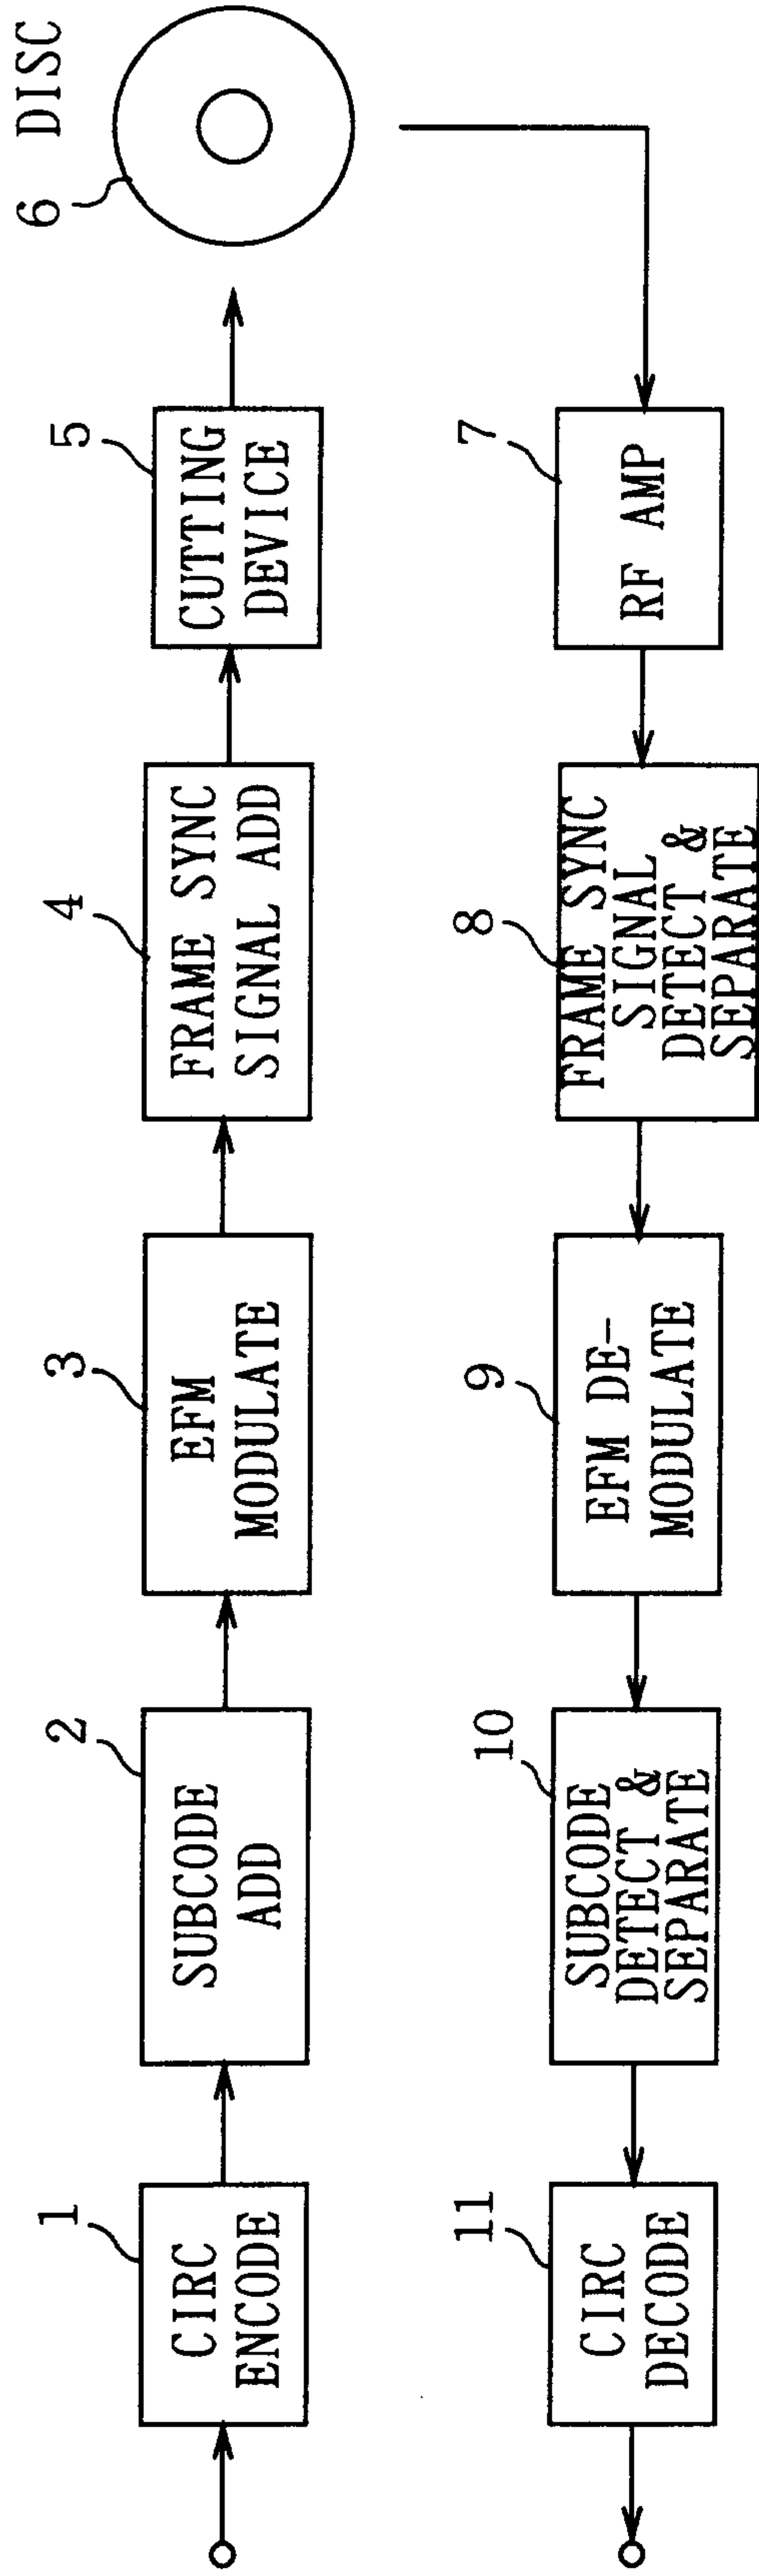 1
CIRC
ENCODE
2
SUBCODE
ADD
3
EFM
MODULATE
4
FRAME SYNC
SIGNAL ADD
5
CUTTING
DEVICE
6 DISC
7
RF AMP
8
FRAME SYNC
SIGNAL
DETECT &
SEPARATE
9
EFM DE-
MODULATE
10
SUBCODE
DETECT &
SEPARATE
11
CIRC
DECODE